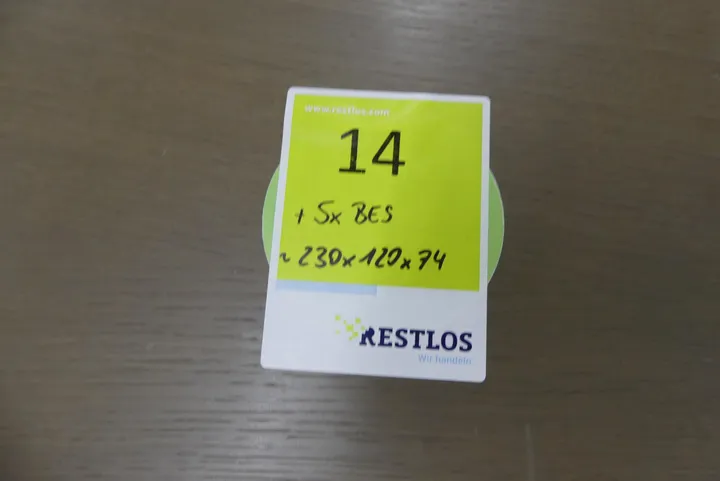 www.restlos.com
14
+ 5x BES
~ 230x120x74
RESTLOS
Wir handeln